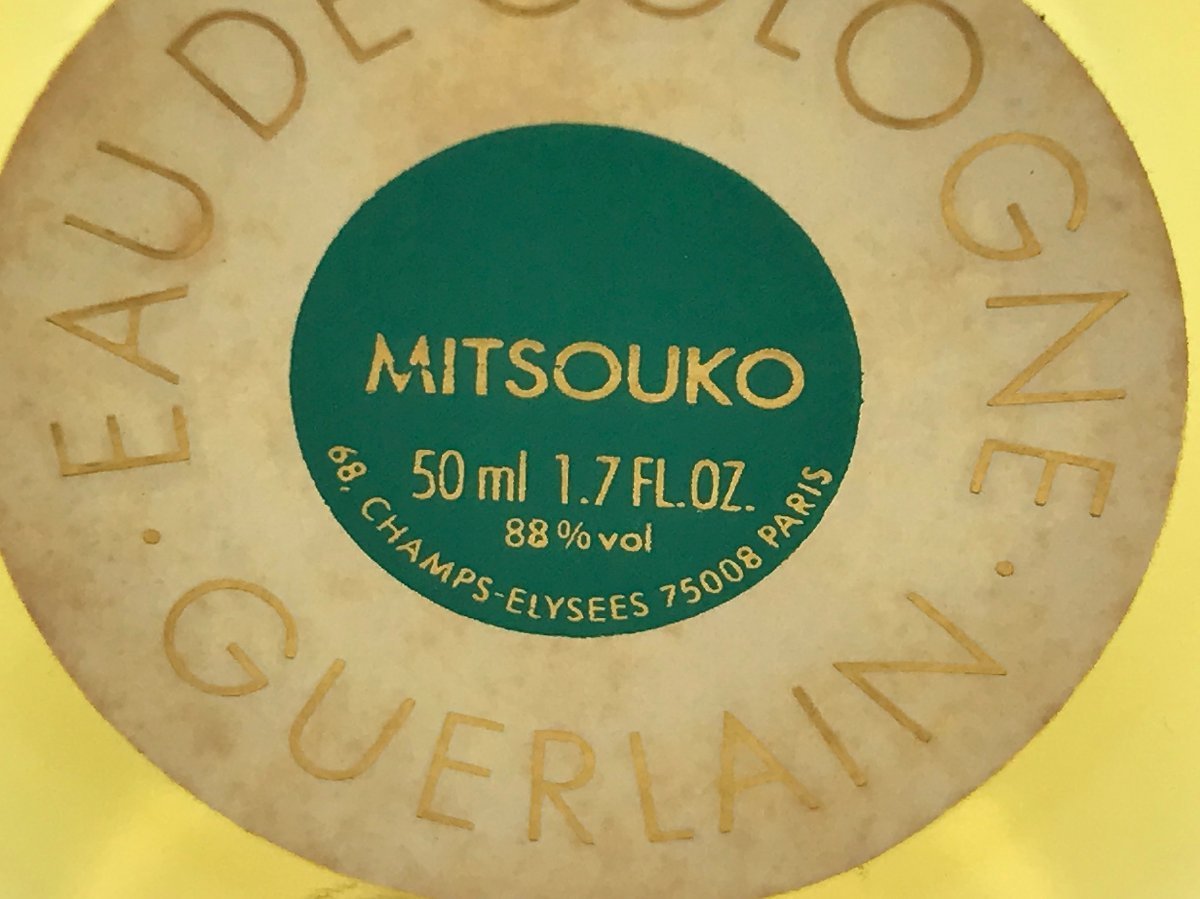 EAU DE COLOGNE
MITSOUKO
50 ml 1.7 FL.OZ.
88 % vol
68, CHAMPS-ELYSEES 75008 PARIS
· GUERLAIN ·